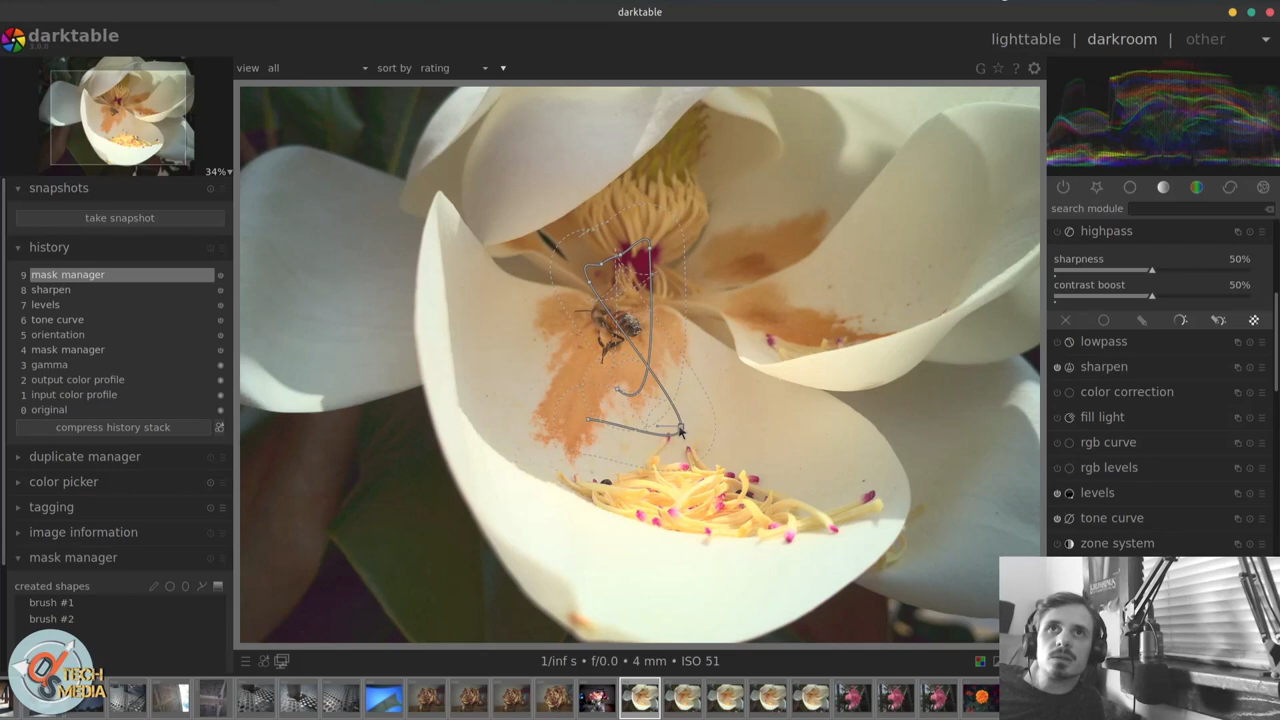 darktable
darktable
3.0.0
lighttable | darkroom | other
view all
sort by rating
G ☆ ?
34%
snapshots
take snapshot
history
9 mask manager
8 sharpen
7 levels
6 tone curve
5 orientation
4 mask manager
3 gamma
2 output color profile
1 input color profile
0 original
compress history stack
duplicate manager
color picker
tagging
image information
mask manager
created shapes
brush #1
brush #2
TECH
MEDIA
1/inf s • f/0.0 • 4 mm • ISO 51
search module
highpass
sharpness 50%
contrast boost 50%
lowpass
sharpen
color correction
fill light
rgb curve
rgb levels
levels
tone curve
zone system